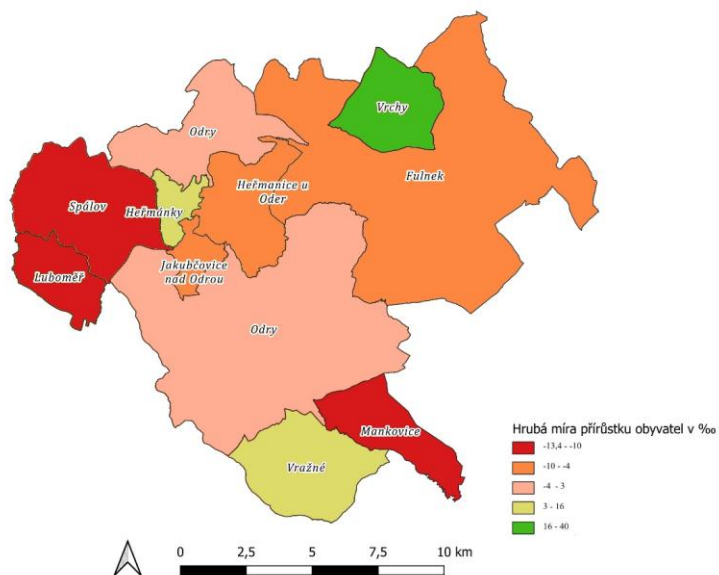 Vrchy
Odry
Fulnek
Heřmanice u
Oder
Spálov
Heřmánky
Jakubčovice
nad Odrou
Luboměř
Odry
Mankovice
Vražné
Hrubá míra přírůstku obyvatel v ‰
-13,4 - -10
-10 - -4
-4 - 3
3 - 16
16 - 40
0 2,5 5 7,5 10 km